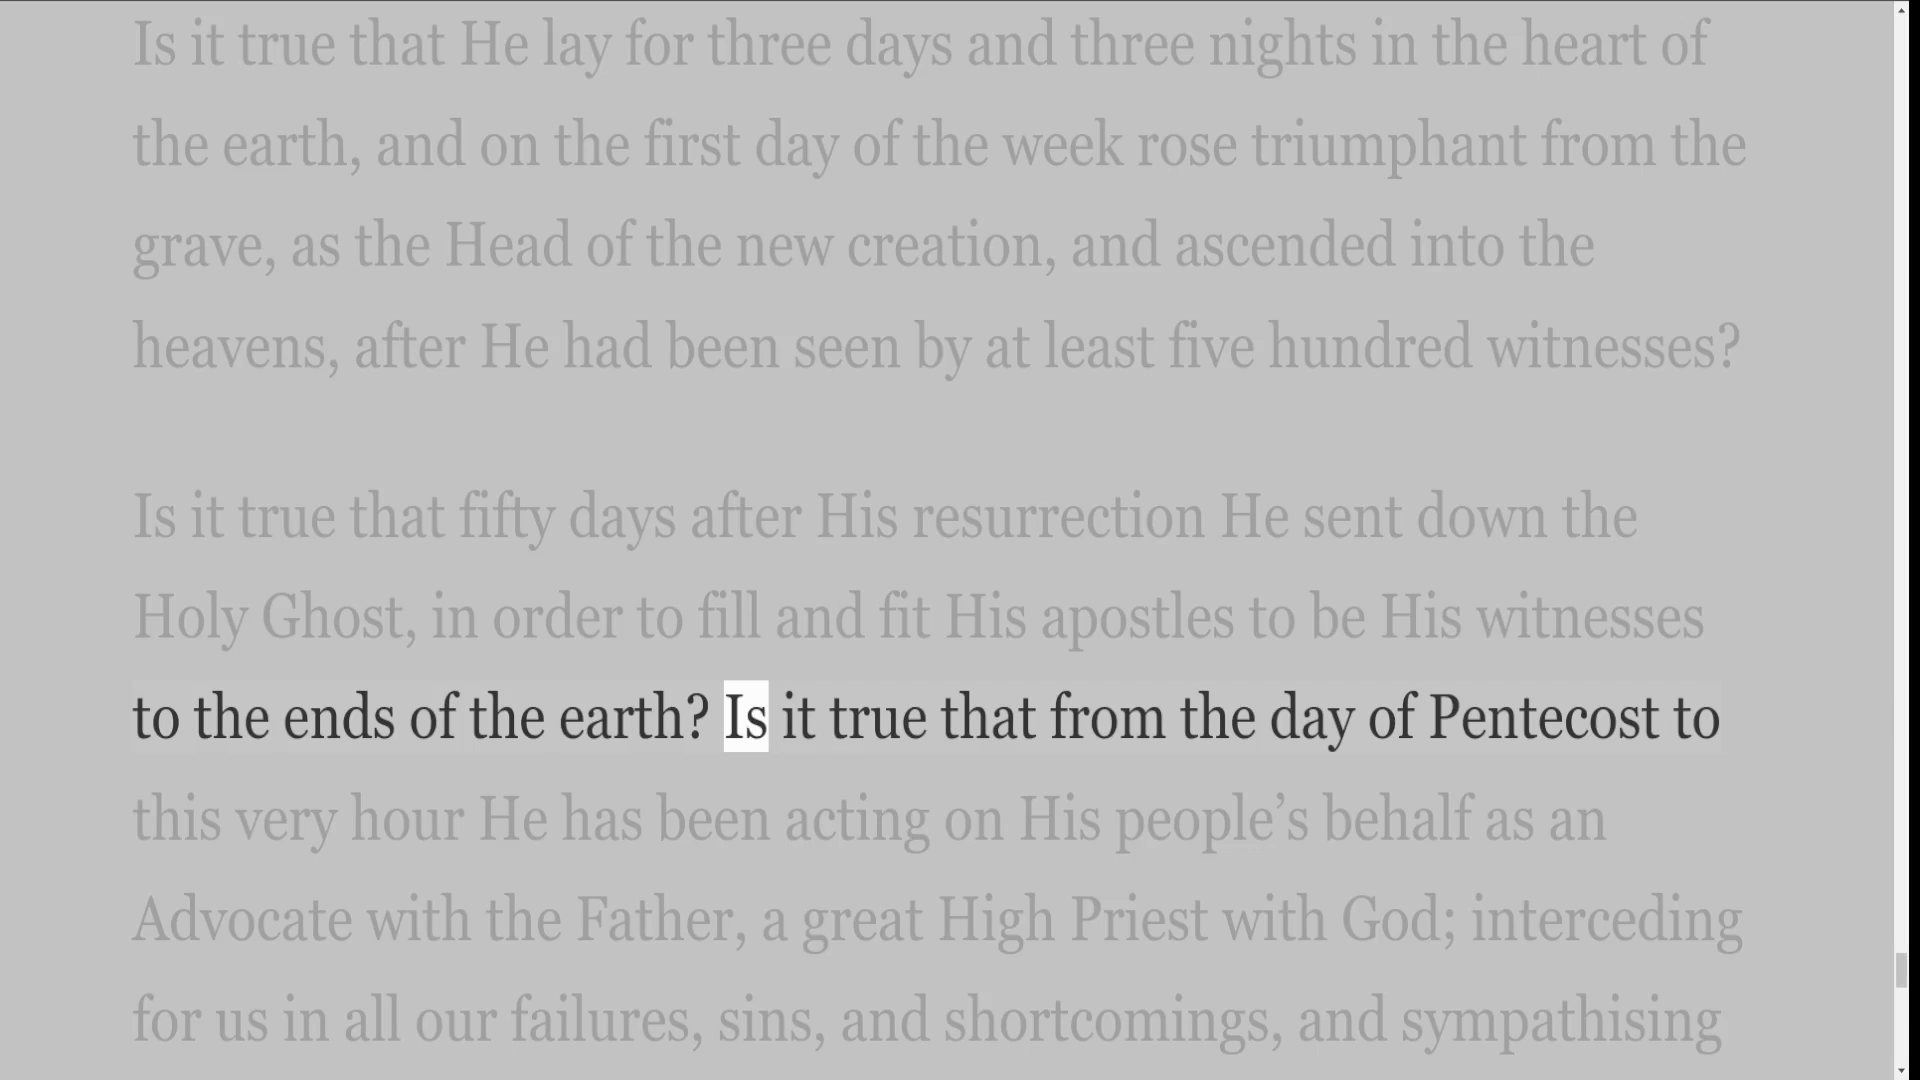 Is it true that He lay for three days and three nights in the heart of
the earth, and on the first day of the week rose triumphant from the
grave, as the Head of the new creation, and ascended into the
heavens, after He had been seen by at least five hundred witnesses?
Is it true that fifty days after His resurrection He sent down the
Holy Ghost, in order to fill and fit His apostles to be His witnesses
to the ends of the earth? Is it true that from the day of Pentecost to
this very hour He has been acting on His people’s behalf as an
Advocate with the Father, a great High Priest with God; interceding
for us in all our failures, sins, and shortcomings, and sympathising